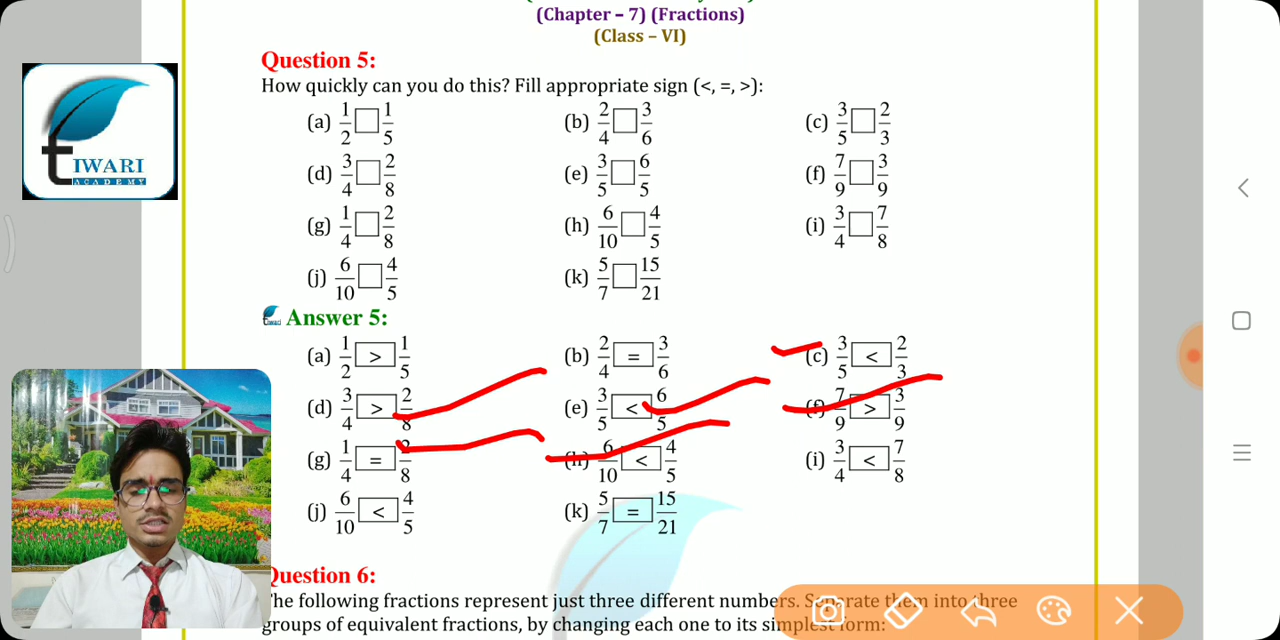 (Chapter – 7) (Fractions)
(Class – VI)
Question 5:
How quickly can you do this? Fill appropriate sign (<, =, >):
(a) 1/2 □ 1/5 (b) 2/4 □ 3/6 (c) 3/5 □ 2/3
(d) 3/4 □ 2/8 (e) 3/5 □ 6/5 (f) 7/9 □ 3/9
(g) 1/4 □ 2/8 (h) 6/10 □ 4/5 (i) 3/4 □ 7/8
(j) 6/10 □ 4/5 (k) 5/7 □ 15/21
TIWARI
ACADEMY
Answer 5:
(a) 1/2 > 1/5 (b) 2/4 = 3/6 (c) 3/5 < 2/3
(d) 3/4 > 2/8 (e) 3/5 < 6/5 (f) 7/9 > 3/9
(g) 1/4 = 2/8 (h) 6/10 < 4/5 (i) 3/4 < 7/8
(j) 6/10 < 4/5 (k) 5/7 = 15/21
Question 6:
The following fractions represent just three different numbers. Separate them into three
groups of equivalent fractions, by changing each one to its simplest form: